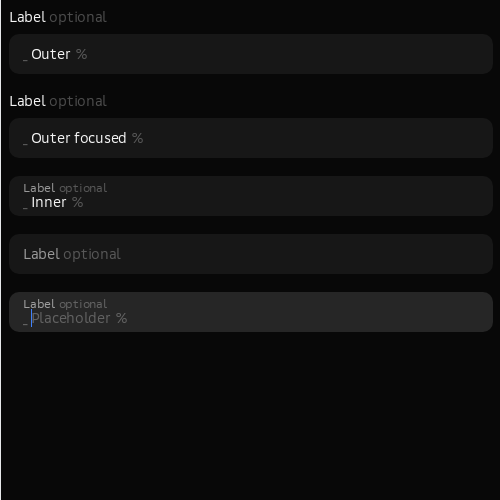 Label optional
_ Outer %
Label optional
_ Outer focused %
Label optional
_ Inner %
Label optional
Label optional
_ Placeholder %